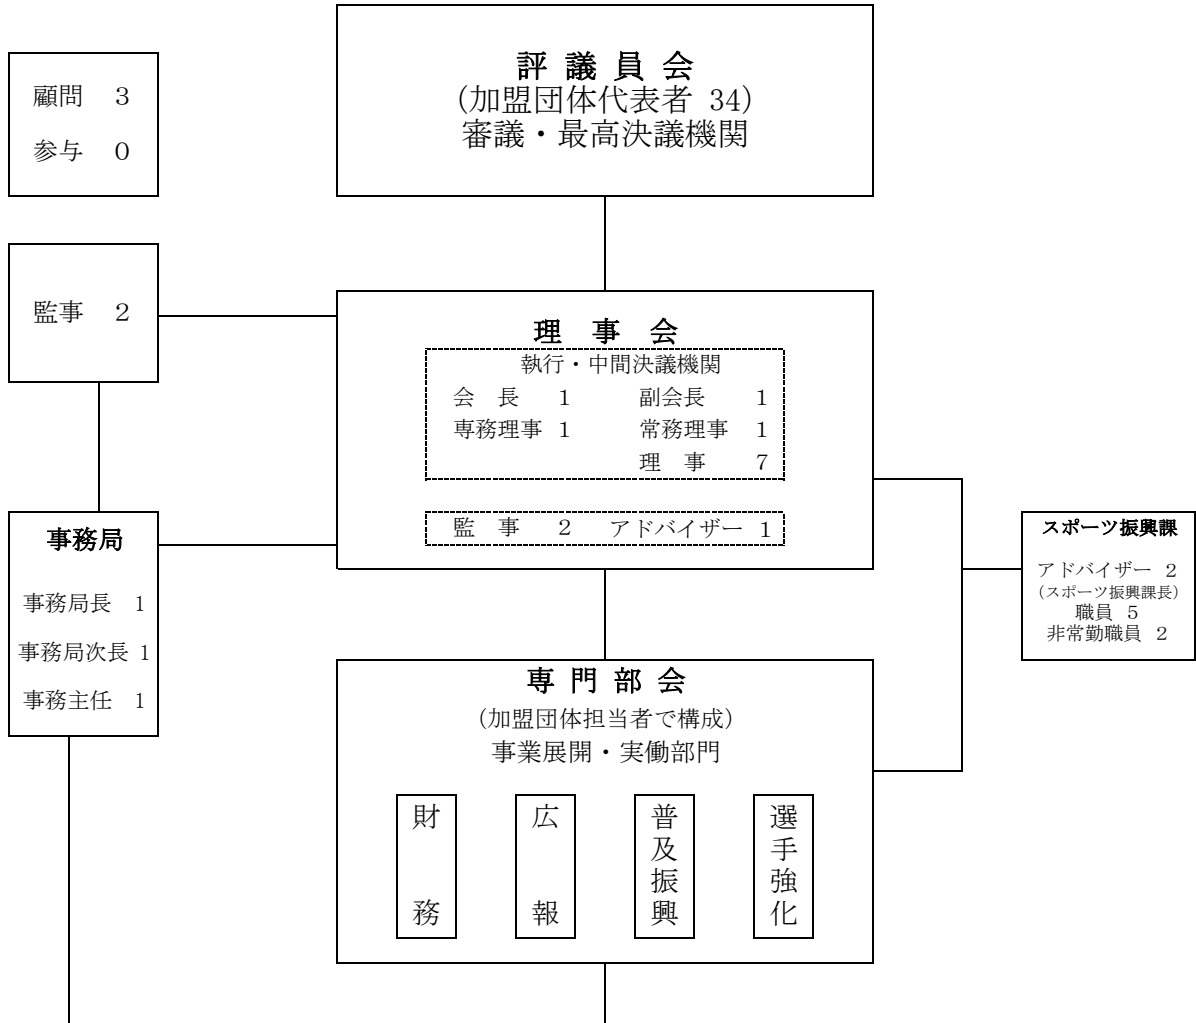 評 議 員 会
(加盟団体代表者 34)
審議・最高決議機関
顧問 3
参与 0
監事 2
理 事 会
執行・中間決議機関
会 長 1 副会長 1
専務理事 1 常務理事 1
理 事 7
監 事 2 アドバイザー 1
事務局
事務局長 1
事務局次長 1
事務主任 1
スポーツ振興課
アドバイザー 2
(スポーツ振興課長)
職員 5
非常勤職員 2
専 門 部 会
(加盟団体担当者で構成)
事業展開・実働部門
財務
広報
普及振興
選手強化